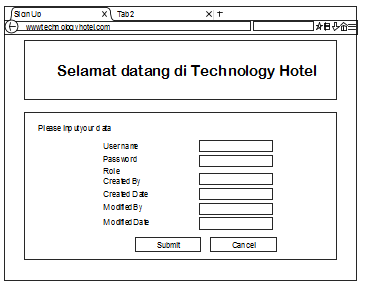 Sign Up X Tab 2 X +
www.technologyhotel.com
Selamat datang di Technology Hotel
Please input your data
Username
Password
Role
Created By
Created Date
Modified By
Modified Date
Submit Cancel